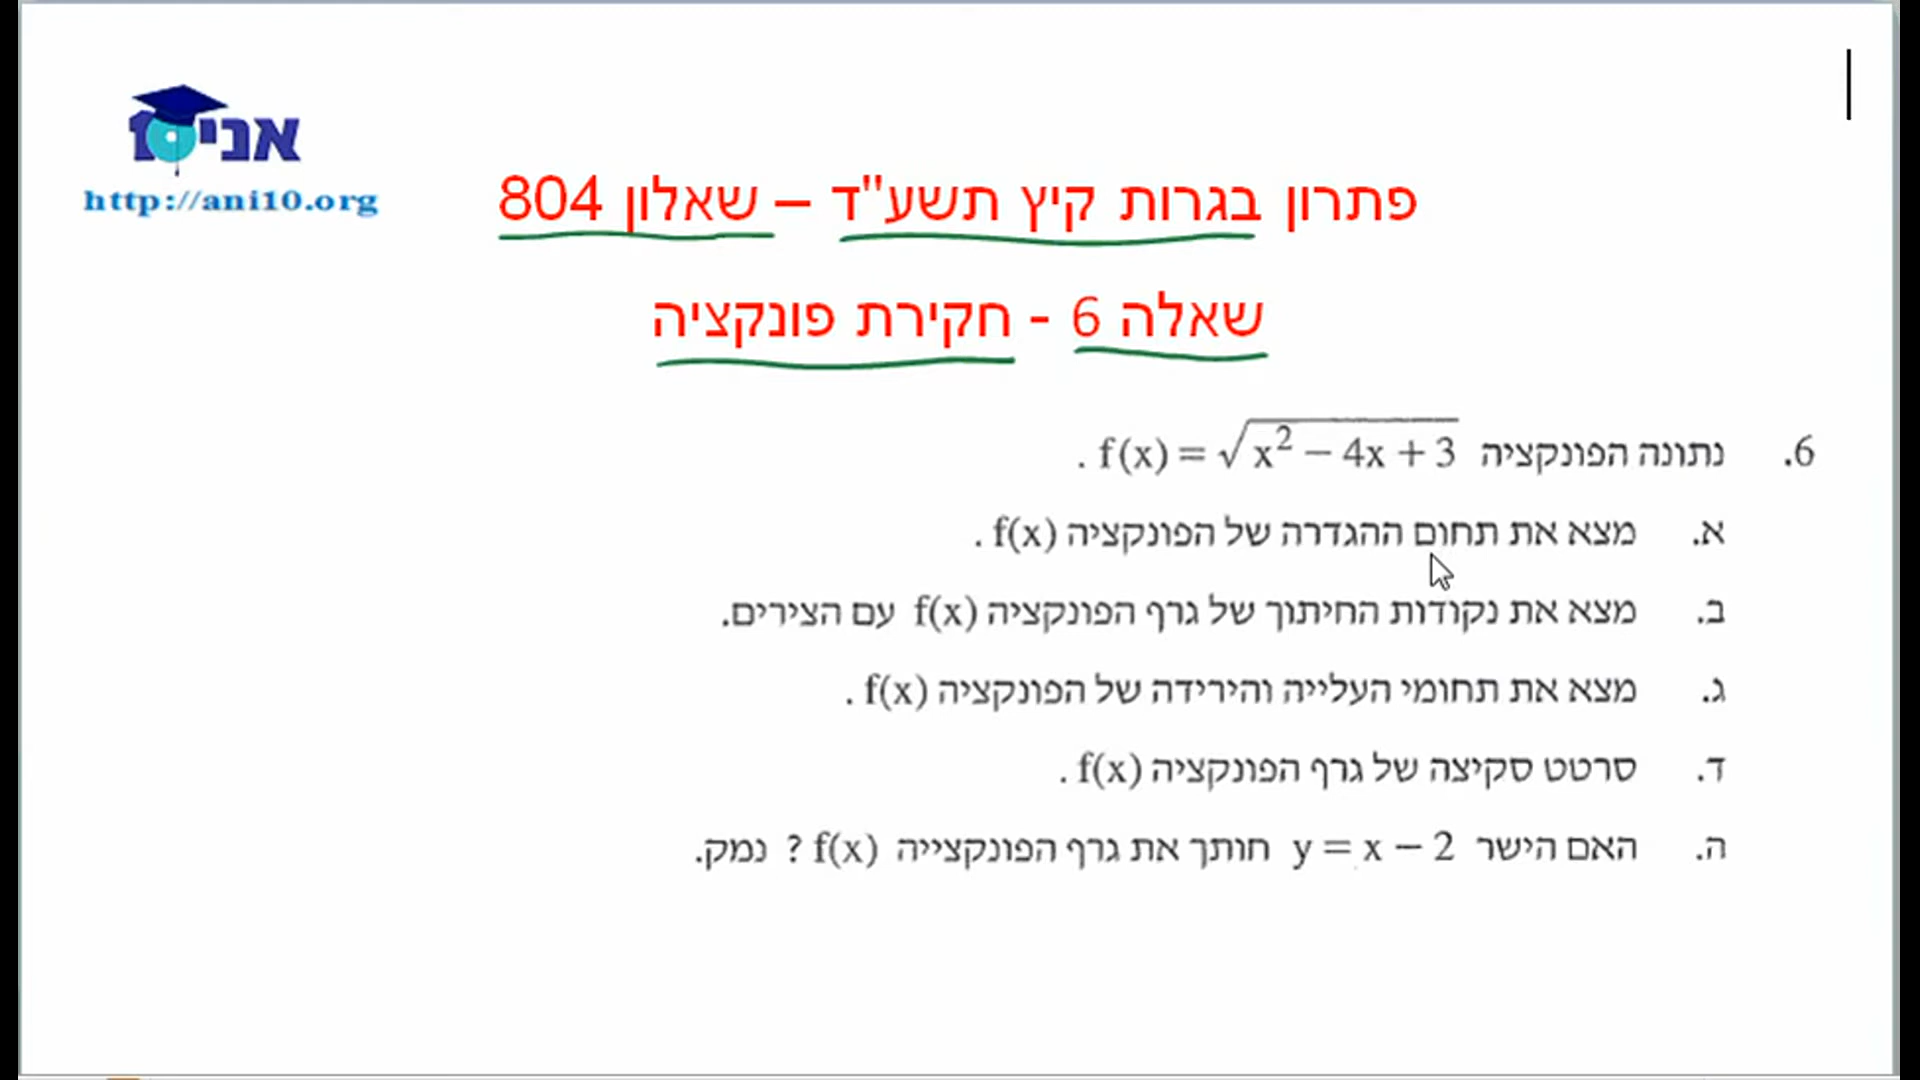 אני10
http://ani10.org
פתרון בגרות קיץ תשע"ד – שאלון 804
שאלה 6 - חקירת פונקציה
6. נתונה הפונקציה f(x) = √(x² − 4x + 3) .
א. מצא את תחום ההגדרה של הפונקציה f(x) .
ב. מצא את נקודות החיתוך של גרף הפונקציה f(x) עם הצירים.
ג. מצא את תחומי העלייה והירידה של הפונקציה f(x) .
ד. סרטט סקיצה של גרף הפונקציה f(x) .
ה. האם הישר y = x − 2 חותך את גרף הפונקצייה f(x) ? נמק.